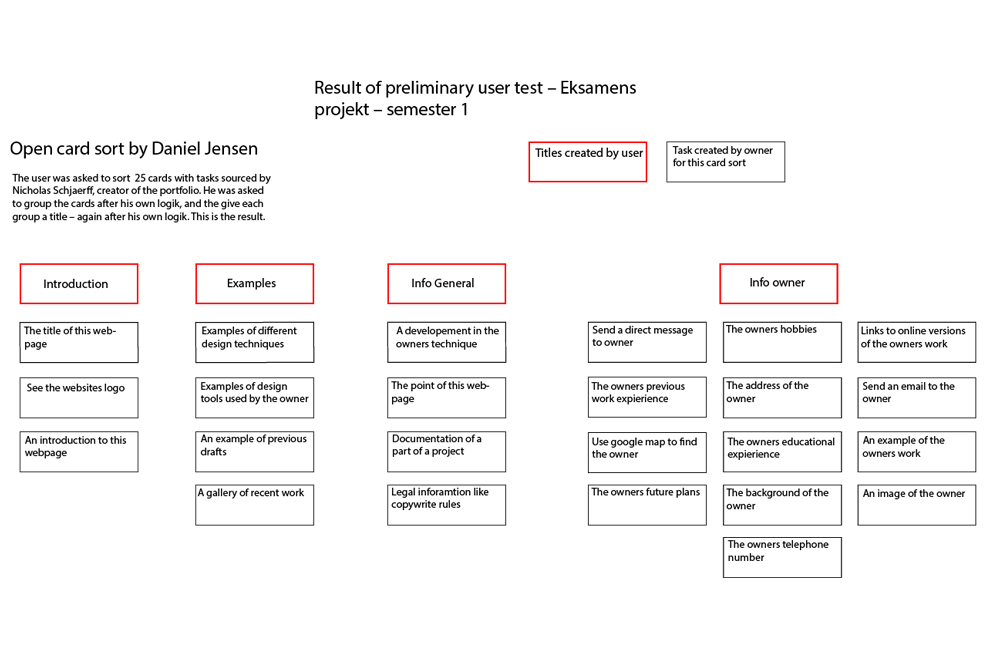 Result of preliminary user test – Eksamens
projekt – semester 1
Open card sort by Daniel Jensen
The user was asked to sort 25 cards with tasks sourced by
Nicholas Schjaerff, creator of the portfolio. He was asked
to group the cards after his own logik, and the give each
group a title – again after his own logik. This is the result.
Titles created by user
Task created by owner
for this card sort
Introduction
The title of this web-
page
See the websites logo
An introduction to this
webpage
Examples
Examples of different
design techniques
Examples of design
tools used by the owner
An example of previous
drafts
A gallery of recent work
Info General
A developement in the
owners technique
The point of this web-
page
Documentation of a
part of a project
Legal inforamtion like
copywrite rules
Info owner
Send a direct message
to owner
The owners previous
work expierience
Use google map to find
the owner
The owners future plans
The owners hobbies
The address of the
owner
The owners educational
expierience
The background of the
owner
The owners telephone
number
Links to online versions
of the owners work
Send an email to the
owner
An example of the
owners work
An image of the owner